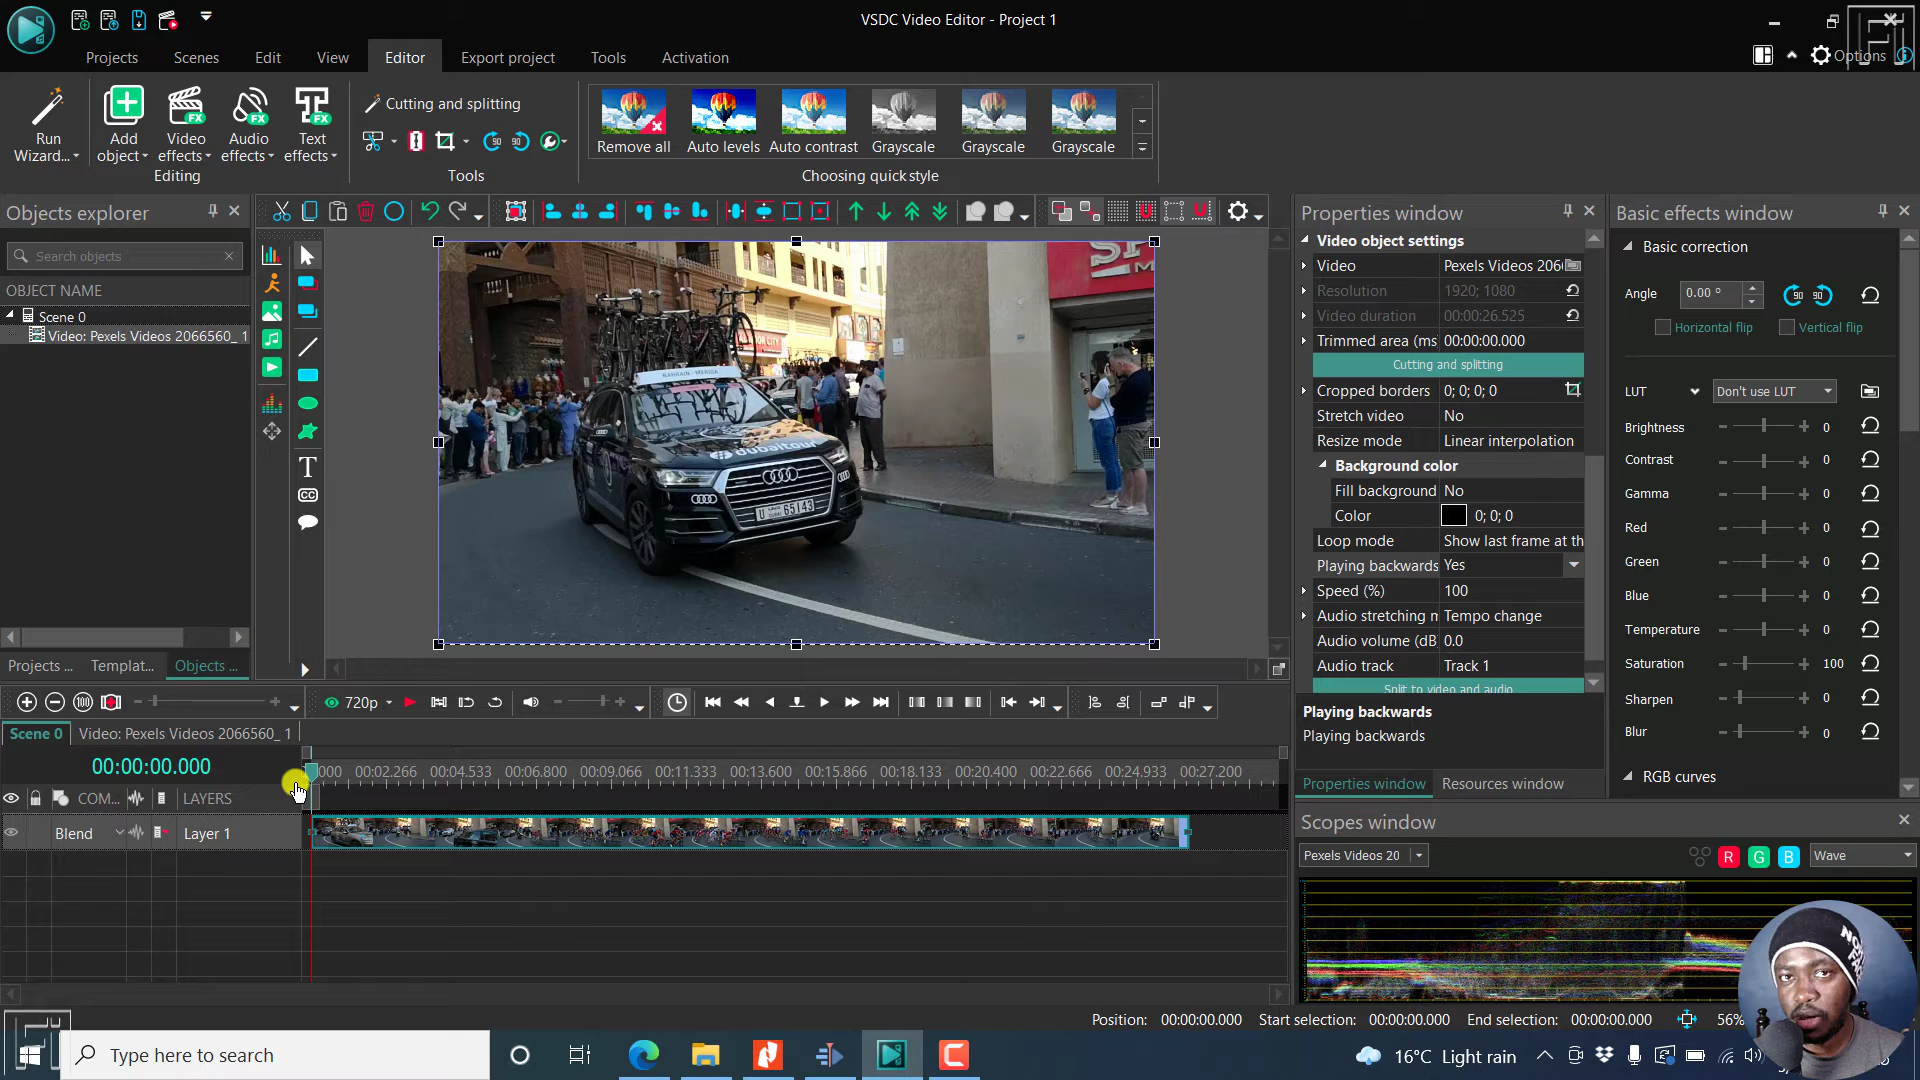 VSDC Video Editor - Project 1
Projects
Scenes
Edit
View
Editor
Export project
Tools
Activation
Options
Run
Wizard...
Add
object
Video
effects
Audio
effects
Text
effects
Editing
Cutting and splitting
Tools
Remove all
Auto levels
Auto contrast
Grayscale
Grayscale
Grayscale
Choosing quick style
Objects explorer
Search objects
OBJECT NAME
Scene 0
Video: Pexels Videos 2066560_ 1
Projects ...
Templat...
Objects ...
BAHRAIN - MERIDA
dubaitour
U 65143
Properties window
Video object settings
Video
Pexels Videos 206
Resolution
1920; 1080
Video duration
00:00:26.525
Trimmed area (ms
00:00:00.000
Cutting and splitting
Cropped borders
0; 0; 0; 0
Stretch video
No
Resize mode
Linear interpolation
Background color
Fill background
No
Color
0; 0; 0
Loop mode
Show last frame at th
Playing backwards
Yes
Speed (%)
100
Audio stretching m
Tempo change
Audio volume (dB
0.0
Audio track
Track 1
Split to video and audio
Playing backwards
Playing backwards
Properties window
Resources window
Basic effects window
Basic correction
Angle
0.00 °
90
90
Horizontal flip
Vertical flip
LUT
Don't use LUT
Brightness
0
Contrast
0
Gamma
0
Red
0
Green
0
Blue
0
Temperature
0
Saturation
100
Sharpen
0
Blur
0
RGB curves
Scopes window
Pexels Videos 20
R
G
B
Wave
720p
Scene 0
Video: Pexels Videos 2066560_ 1
00:00:00.000
000
00:02.266
00:04.533
00:06.800
00:09.066
00:11.333
00:13.600
00:15.866
00:18.133
00:20.400
00:22.666
00:24.933
00:27.200
COM...
LAYERS
Blend
Layer 1
Position:
00:00:00.000
Start selection:
00:00:00.000
End selection:
00:00:00.000
56%
Type here to search
16°C
Light rain